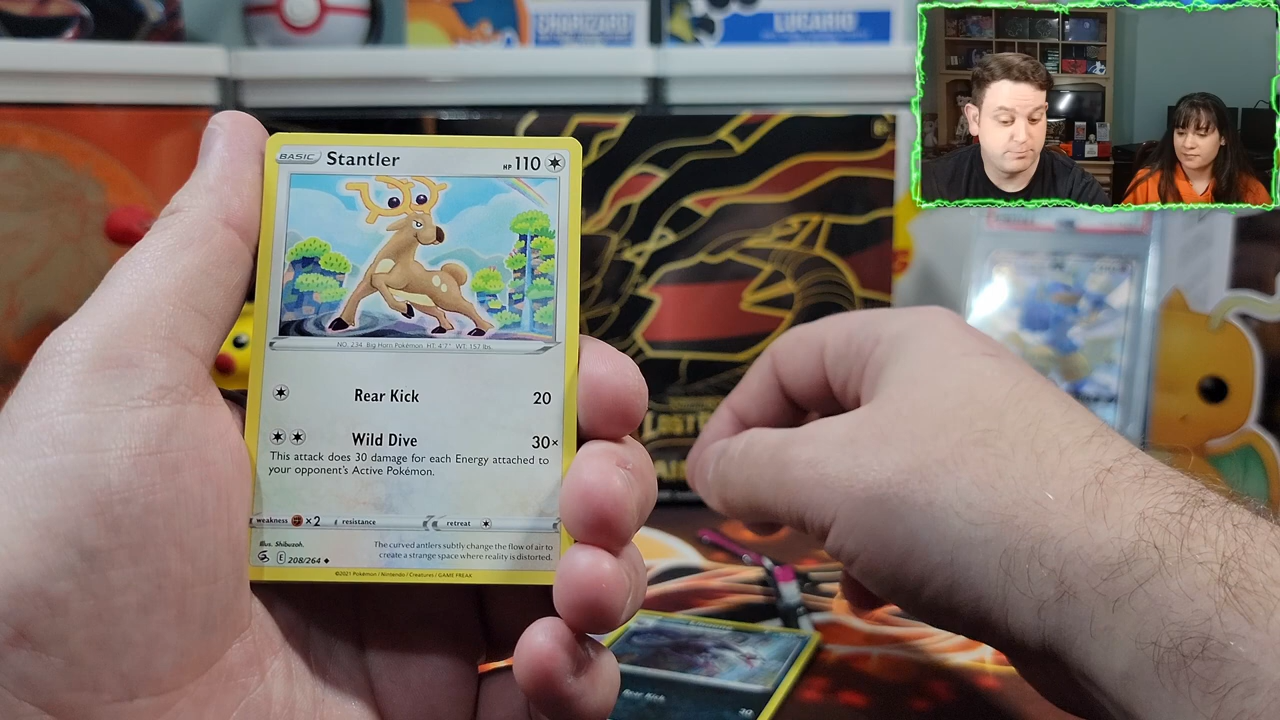 CHARIZARD
LUCARIO
BASIC Stantler HP 110
NO. 234 Big Horn Pokémon HT: 4'7" WT: 157 lbs.
Rear Kick 20
Wild Dive 30×
This attack does 30 damage for each Energy attached to
your opponent's Active Pokémon.
weakness ×2 resistance retreat
Illus. Shibuzoh.
The curved antlers subtly change the flow of air to
create a strange space where reality is distorted.
E 208/264
©2021 Pokémon / Nintendo / Creatures / GAME FREAK
LOST
Rear Kick